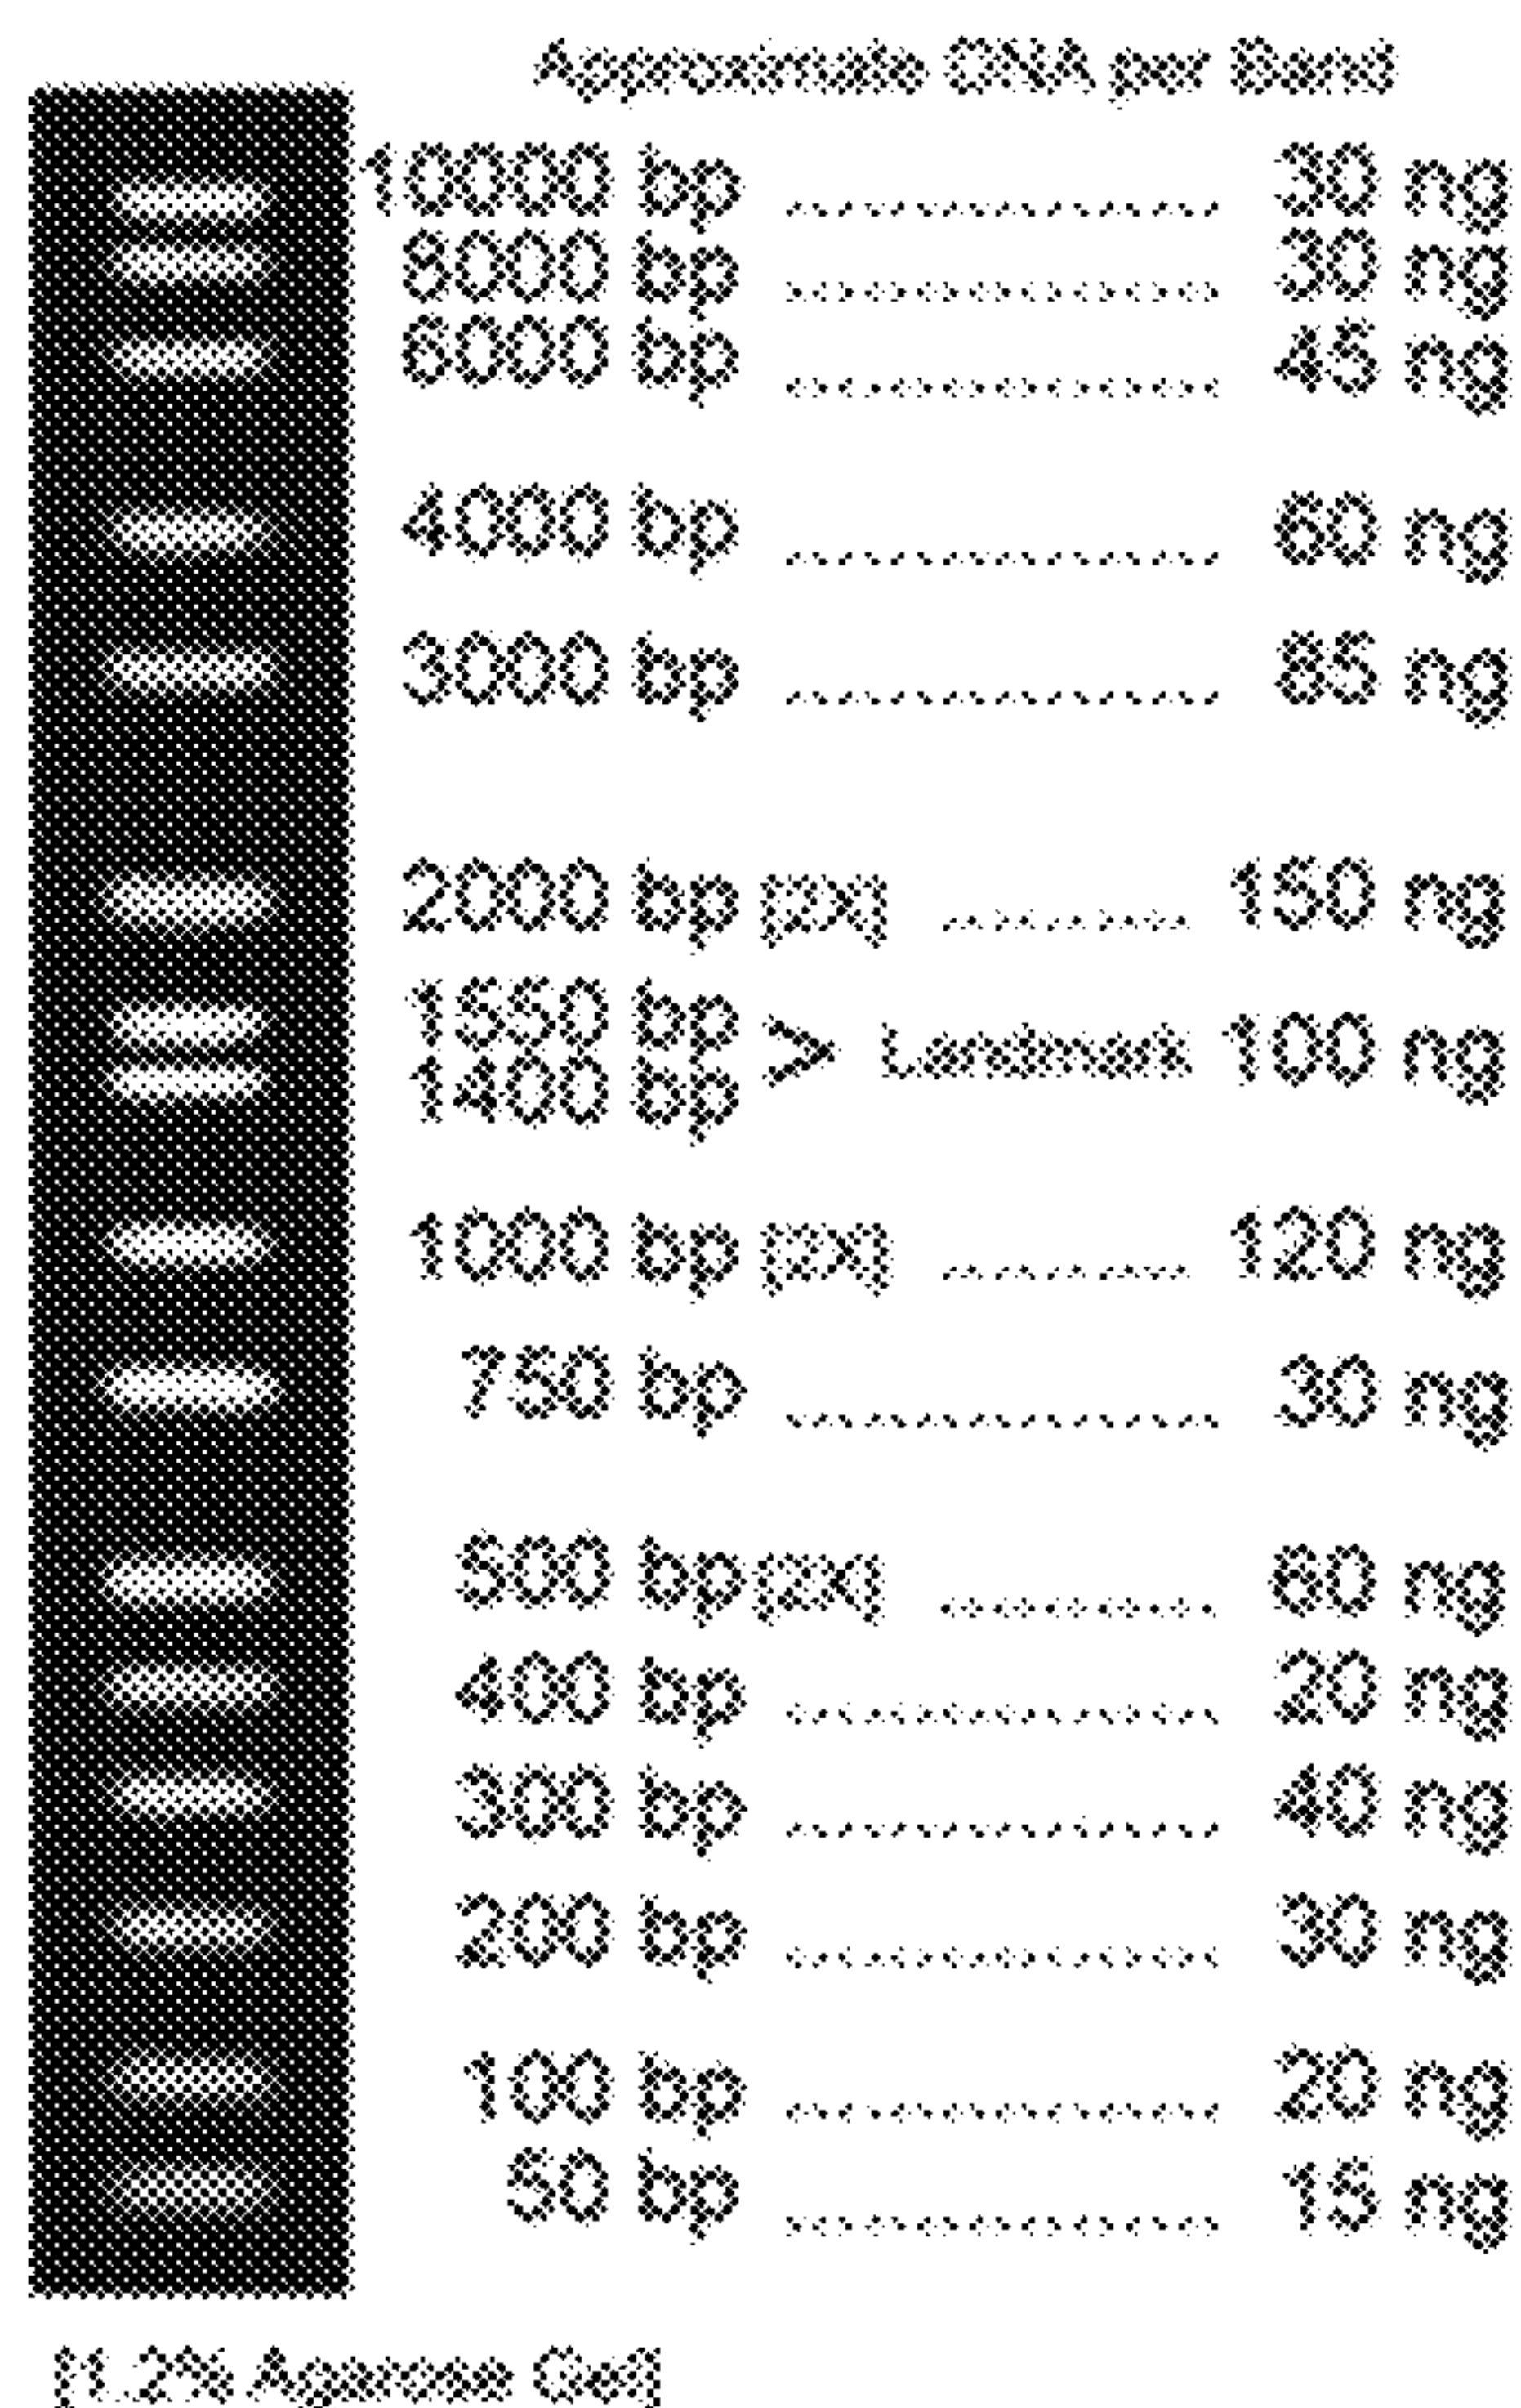 Approximate DNA per Band
10000 bp ................. 30 ng
8000 bp ................. 30 ng
6000 bp ................. 45 ng
4000 bp ................. 60 ng
3000 bp ................. 85 ng
2000 bp [2X] .......... 150 ng
1550 bp
> Landmark 100 ng
1400 bp
1000 bp [2X] .......... 120 ng
750 bp ................. 30 ng
500 bp[2X] ........... 60 ng
400 bp ................. 20 ng
300 bp ................. 40 ng
200 bp ................. 30 ng
100 bp ................. 20 ng
50 bp ................. 15 ng
[1.2% Agarose Gel]